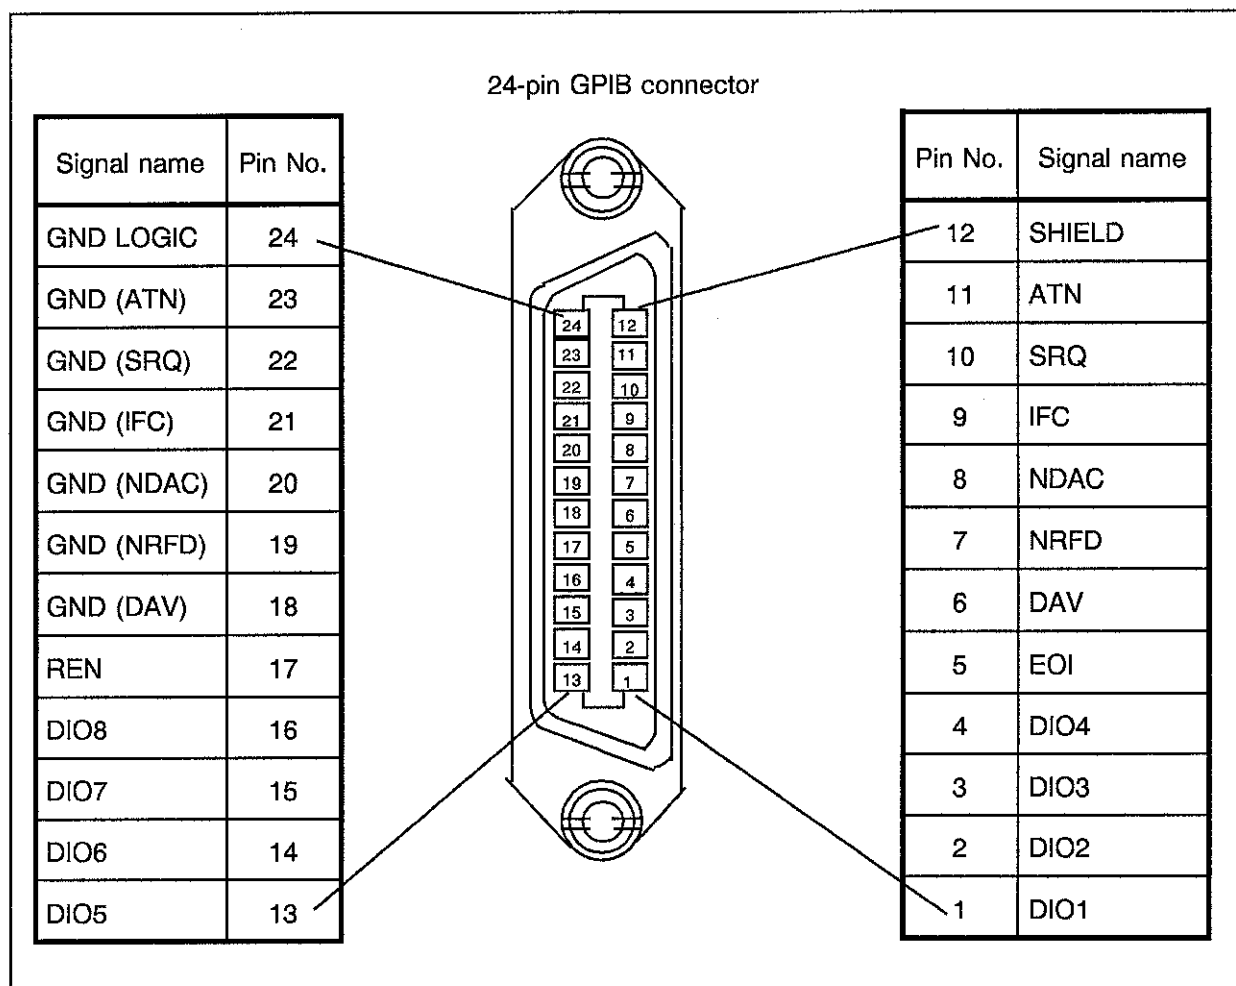 24-pin GPIB connector
Signal name Pin No.
GND LOGIC 24
GND (ATN) 23
GND (SRQ) 22
GND (IFC) 21
GND (NDAC) 20
GND (NRFD) 19
GND (DAV) 18
REN 17
DIO8 16
DIO7 15
DIO6 14
DIO5 13
24 12
23 11
22 10
21 9
20 8
19 7
18 6
17 5
16 4
15 3
14 2
13 1
Pin No. Signal name
12 SHIELD
11 ATN
10 SRQ
9 IFC
8 NDAC
7 NRFD
6 DAV
5 EOI
4 DIO4
3 DIO3
2 DIO2
1 DIO1